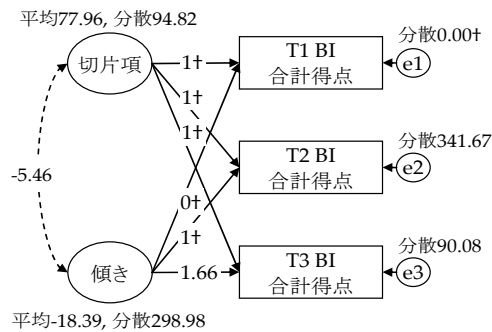 平均77.96, 分散94.82
切片項
1†
1†
1†
T1 BI
合計得点
分散0.00†
e1
T2 BI
合計得点
分散341.67
e2
-5.46
0†
1†
1.66
傾き
T3 BI
合計得点
分散90.08
e3
平均-18.39, 分散298.98